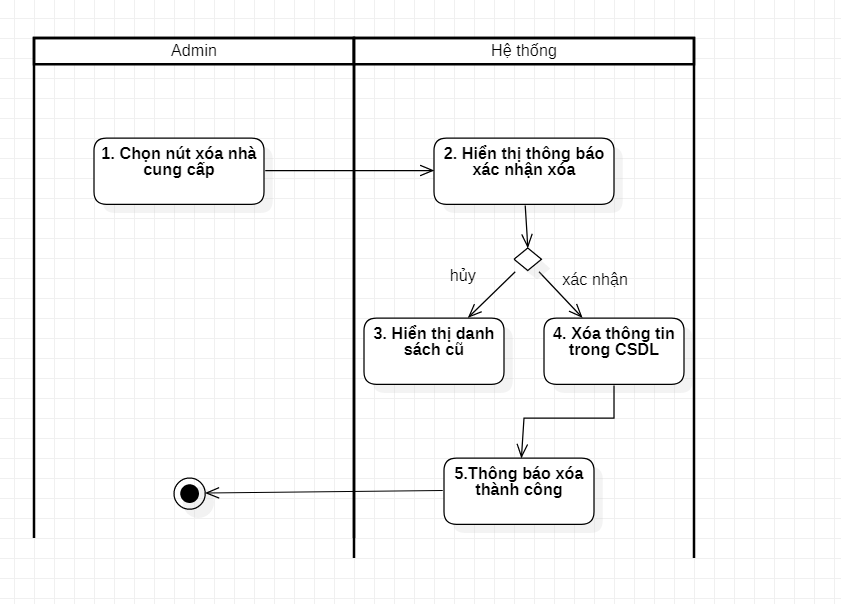 Admin
Hệ thống
1. Chọn nút xóa nhà
cung cấp
2. Hiển thị thông báo
xác nhận xóa
hủy
xác nhận
3. Hiển thị danh
sách cũ
4. Xóa thông tin
trong CSDL
5.Thông báo xóa
thành công